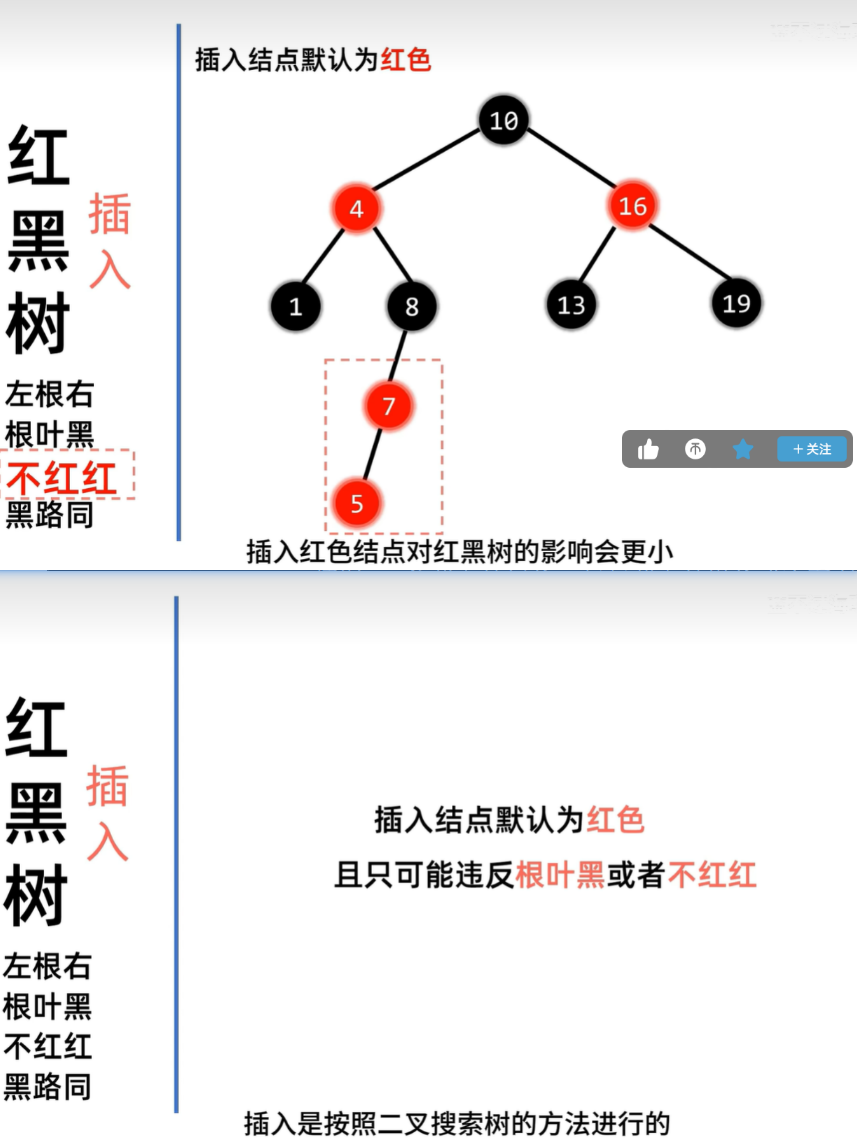 插入结点默认为红色
红黑树
插入
左根右
根叶黑
不红红
黑路同
10
4
16
1
8
13
19
7
5
+关注
插入红色结点对红黑树的影响会更小
红黑树
插入
左根右
根叶黑
不红红
黑路同
插入结点默认为红色
且只可能违反根叶黑或者不红红
插入是按照二叉搜索树的方法进行的